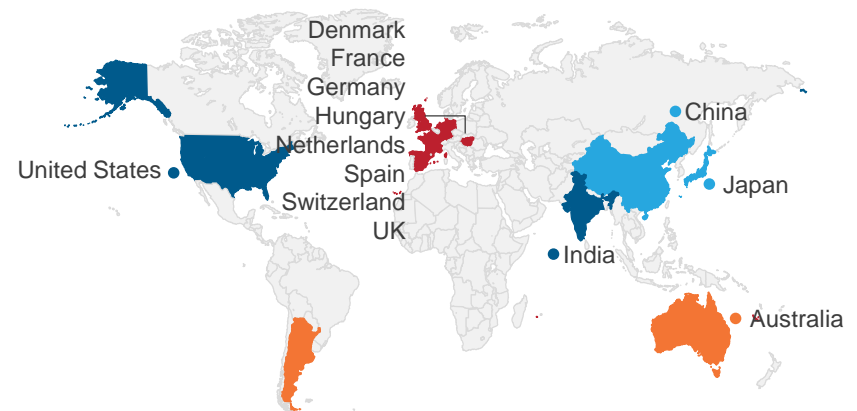 Denmark
France
Germany
Hungary
Netherlands
Spain
Switzerland
UK
United States
China
Japan
India
Australia